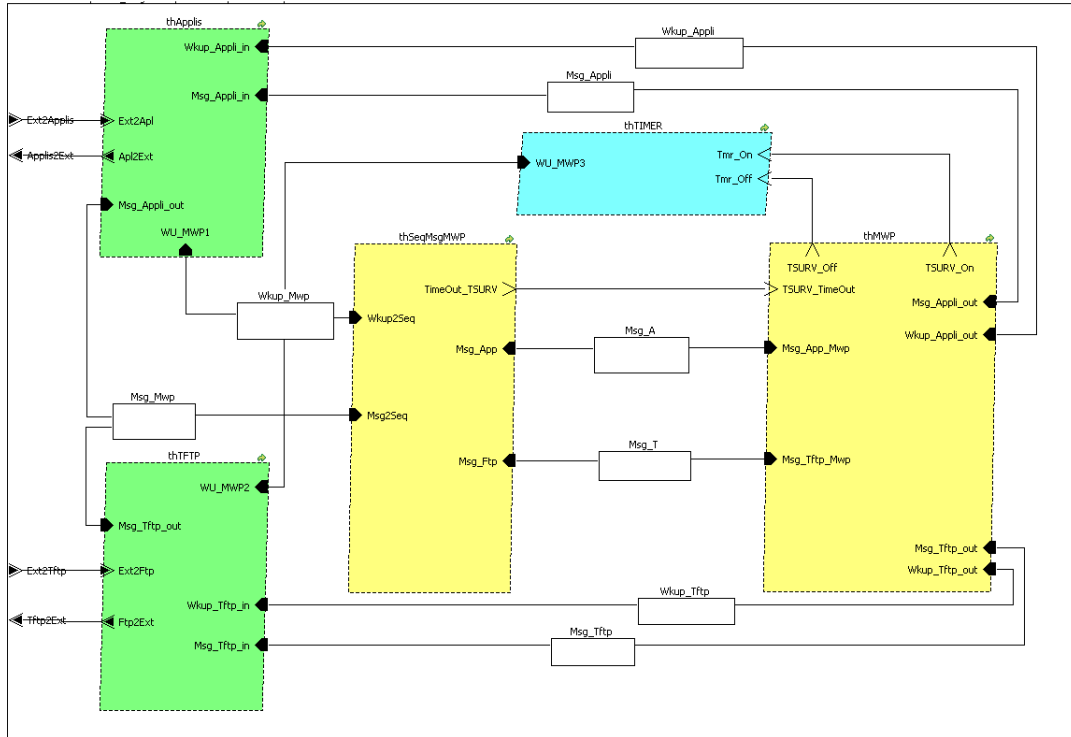 thApplis
Wkup_Appli_in
Wkup_Appli
Msg_Appli_in
Msg_Appli
Ext2Applis
Ext2Apl
Applis2Ext
Apl2Ext
Msg_Appli_out
WU_MWP1
thTIMER
WU_MWP3
Tmr_On
Tmr_Off
thSeqMsgMWP
TimeOut_TSURV
Wkup_Mwp
Wkup2Seq
Msg_App
Msg_A
Msg_Mwp
Msg2Seq
Msg_Ftp
Msg_T
thMWP
TSURV_Off
TSURV_On
TSURV_TimeOut
Msg_Appli_out
Wkup_Appli_out
Msg_App_Mwp
Msg_Tftp_Mwp
Msg_Tftp_out
Wkup_Tftp_out
thTFTP
WU_MWP2
Msg_Tftp_out
Ext2Tftp
Ext2Ftp
Tftp2Ext
Ftp2Ext
Wkup_Tftp_in
Wkup_Tftp
Msg_Tftp_in
Msg_Tftp